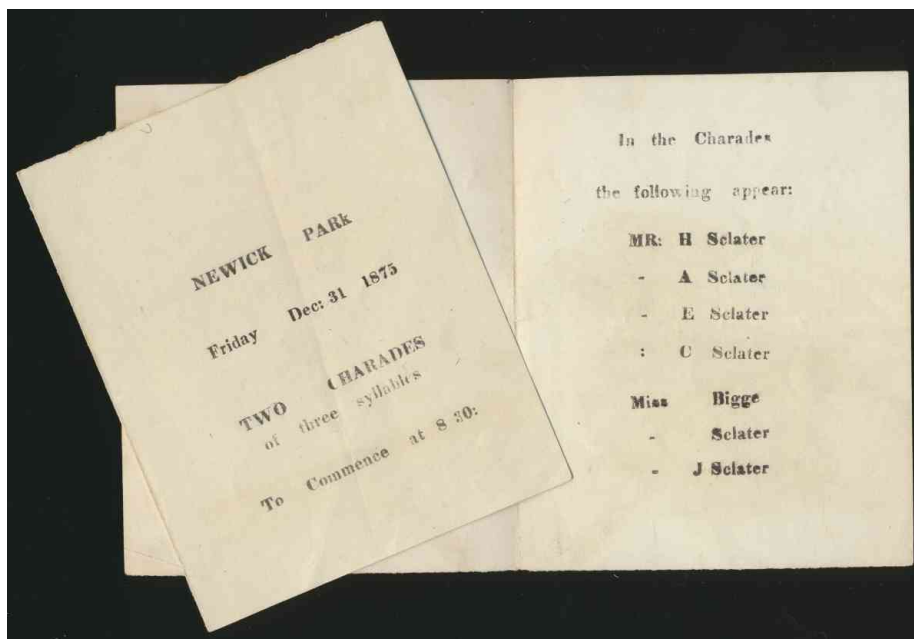 NEWICK PARk
Friday Dec: 31 1875
TWO CHARADES
of three syllables
To Commence at 8 30:
In the Charades
the following appear:
MR: H Sclater
- A Sclater
- E Sclater
: C Sclater
Miss Bigge
- Sclater
- J Sclater